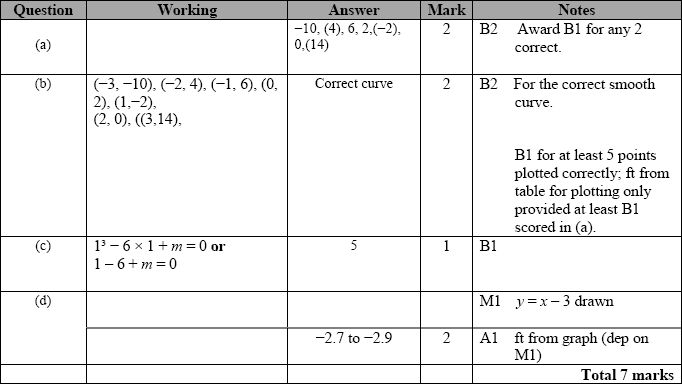 Question Working Answer Mark Notes
(a) −10, (4), 6, 2,(−2), 0,(14) 2 B2 Award B1 for any 2 correct.
(b) (−3, −10), (−2, 4), (−1, 6), (0, 2), (1,−2), (2, 0), ((3,14), Correct curve 2 B2 For the correct smooth curve.
B1 for at least 5 points plotted correctly; ft from table for plotting only provided at least B1 scored in (a).
(c) 1³ − 6 × 1 + m = 0 or 1 − 6 + m = 0 5 1 B1
(d) M1 y = x − 3 drawn
−2.7 to −2.9 2 A1 ft from graph (dep on M1)
Total 7 marks